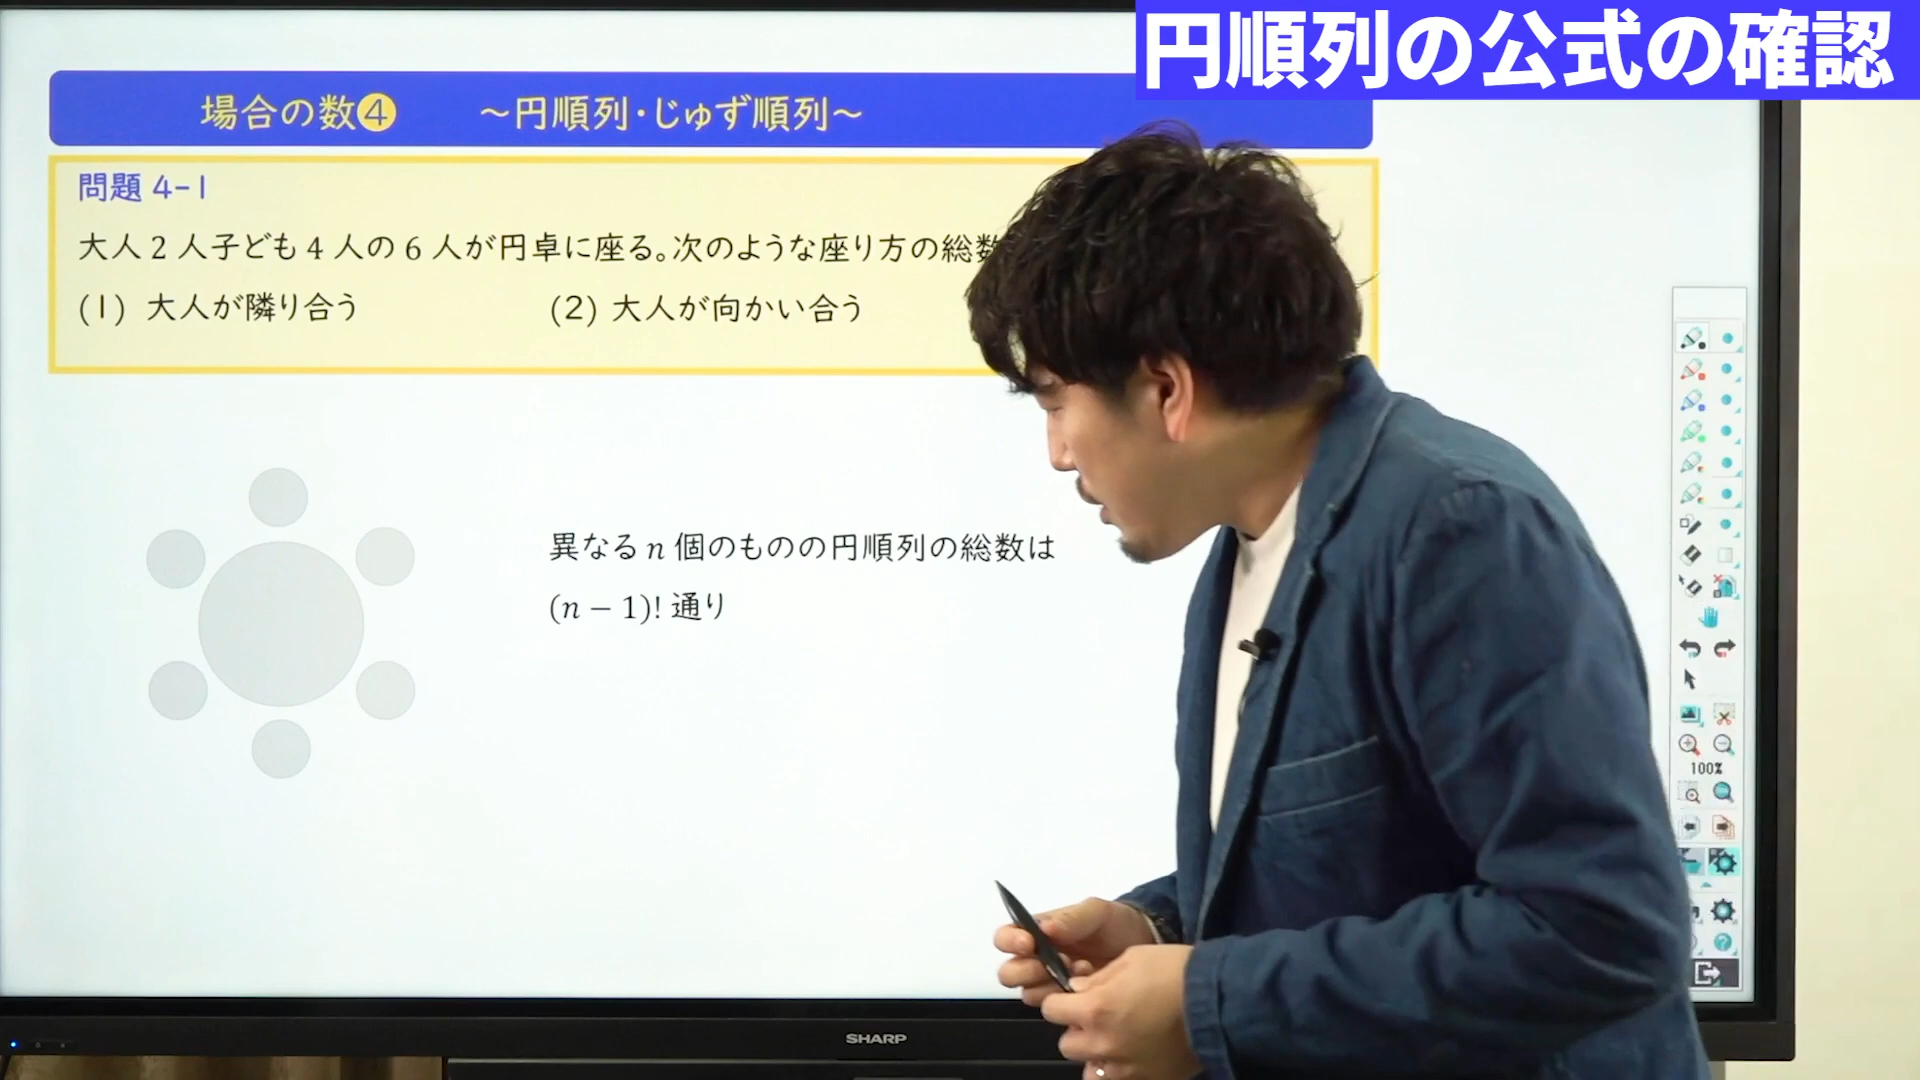 円順列の公式の確認
場合の数❹ ～円順列・じゅず順列～
問題 4-1
大人 2 人子ども 4 人の 6 人が円卓に座る。次のような座り方の総数
(1) 大人が隣り合う
(2) 大人が向かい合う
異なる n 個のものの円順列の総数は
(n − 1)! 通り
100%
SHARP